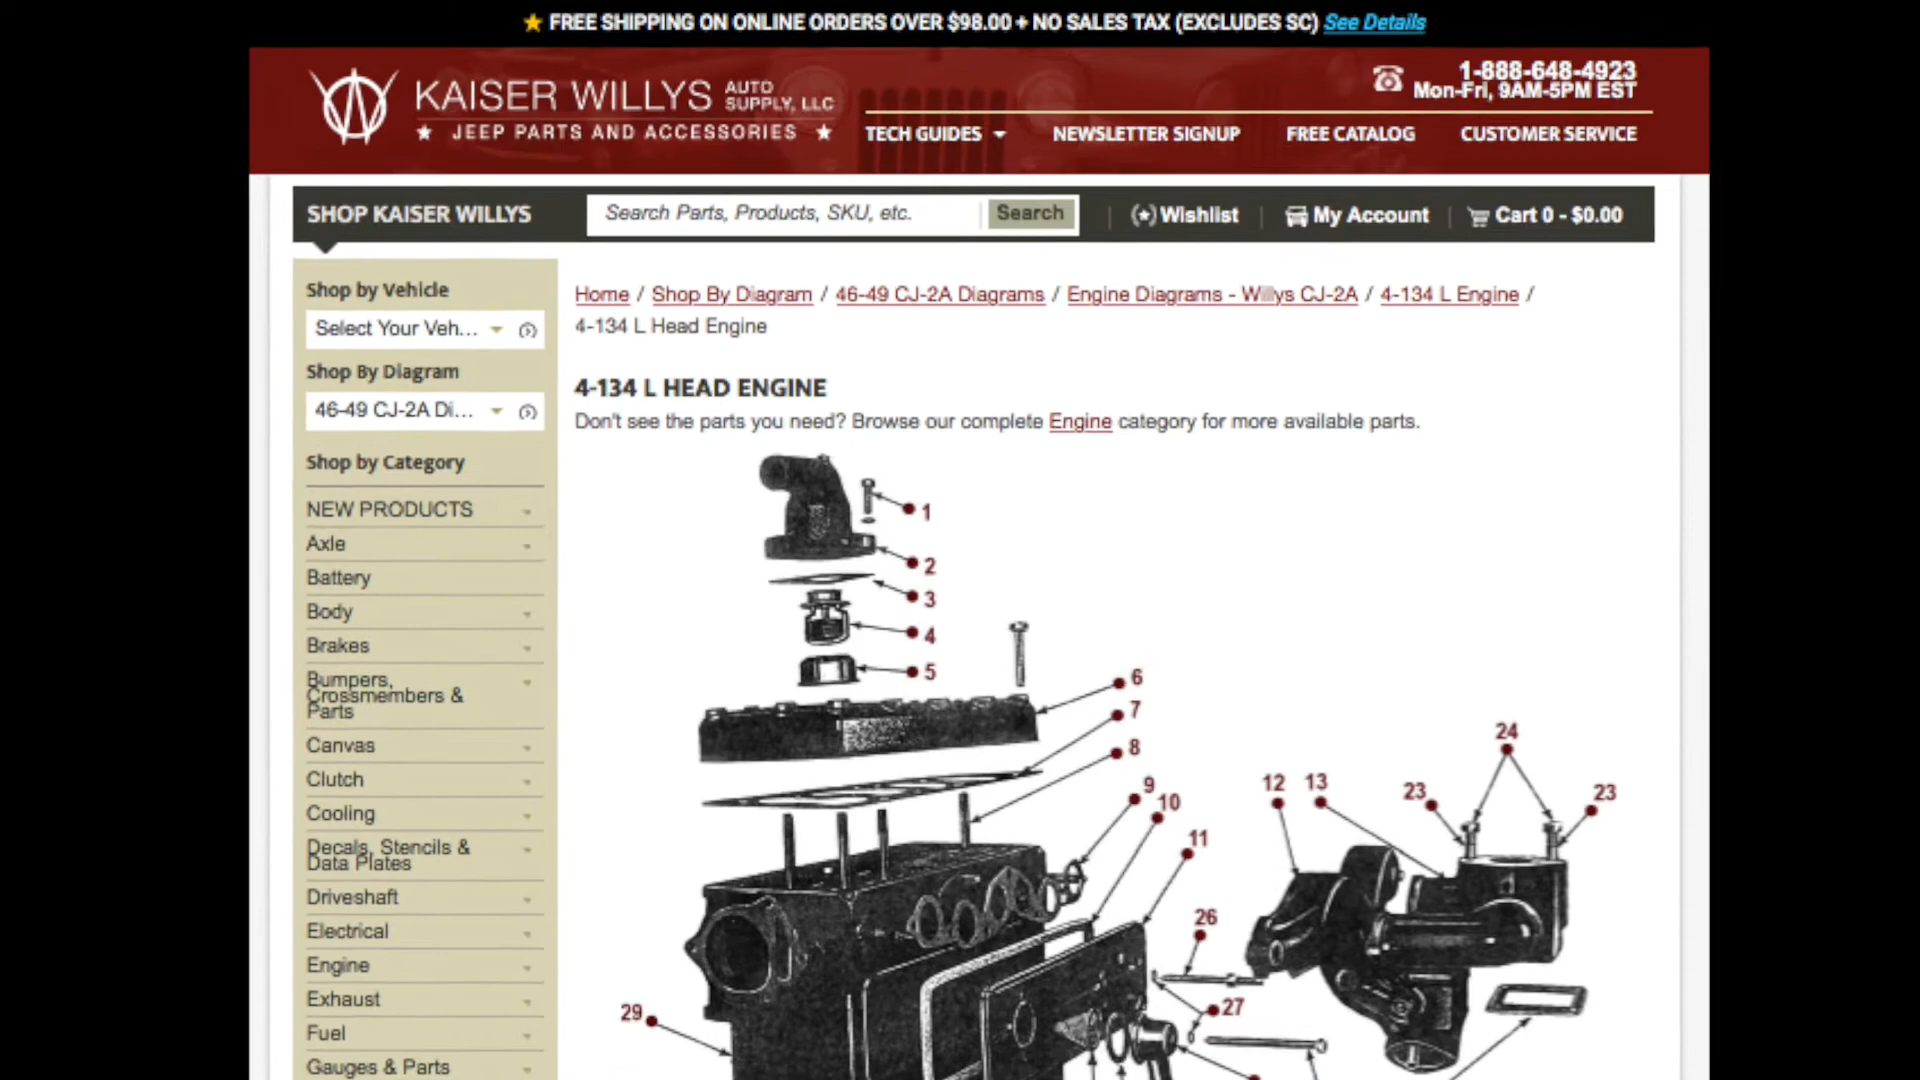 FREE SHIPPING ON ONLINE ORDERS OVER $98.00 + NO SALES TAX (EXCLUDES SC) See Details
KAISER WILLYS AUTO SUPPLY, LLC
JEEP PARTS AND ACCESSORIES
1-888-648-4923
Mon-Fri, 9AM-5PM EST
TECH GUIDES
NEWSLETTER SIGNUP
FREE CATALOG
CUSTOMER SERVICE
SHOP KAISER WILLYS
Search Parts, Products, SKU, etc.
Search
Wishlist
My Account
Cart 0 - $0.00
Shop by Vehicle
Select Your Veh...
Shop By Diagram
46-49 CJ-2A Di...
Shop by Category
NEW PRODUCTS
Axle
Battery
Body
Brakes
Bumpers,
Crossmembers &
Parts
Canvas
Clutch
Cooling
Decals, Stencils &
Data Plates
Driveshaft
Electrical
Engine
Exhaust
Fuel
Gauges & Parts
Home / Shop By Diagram / 46-49 CJ-2A Diagrams / Engine Diagrams - Willys CJ-2A / 4-134 L Engine /
4-134 L Head Engine
4-134 L HEAD ENGINE
Don't see the parts you need? Browse our complete Engine category for more available parts.
1
2
3
4
5
6
7
8
9
10
11
12
13
24
23
23
26
27
29